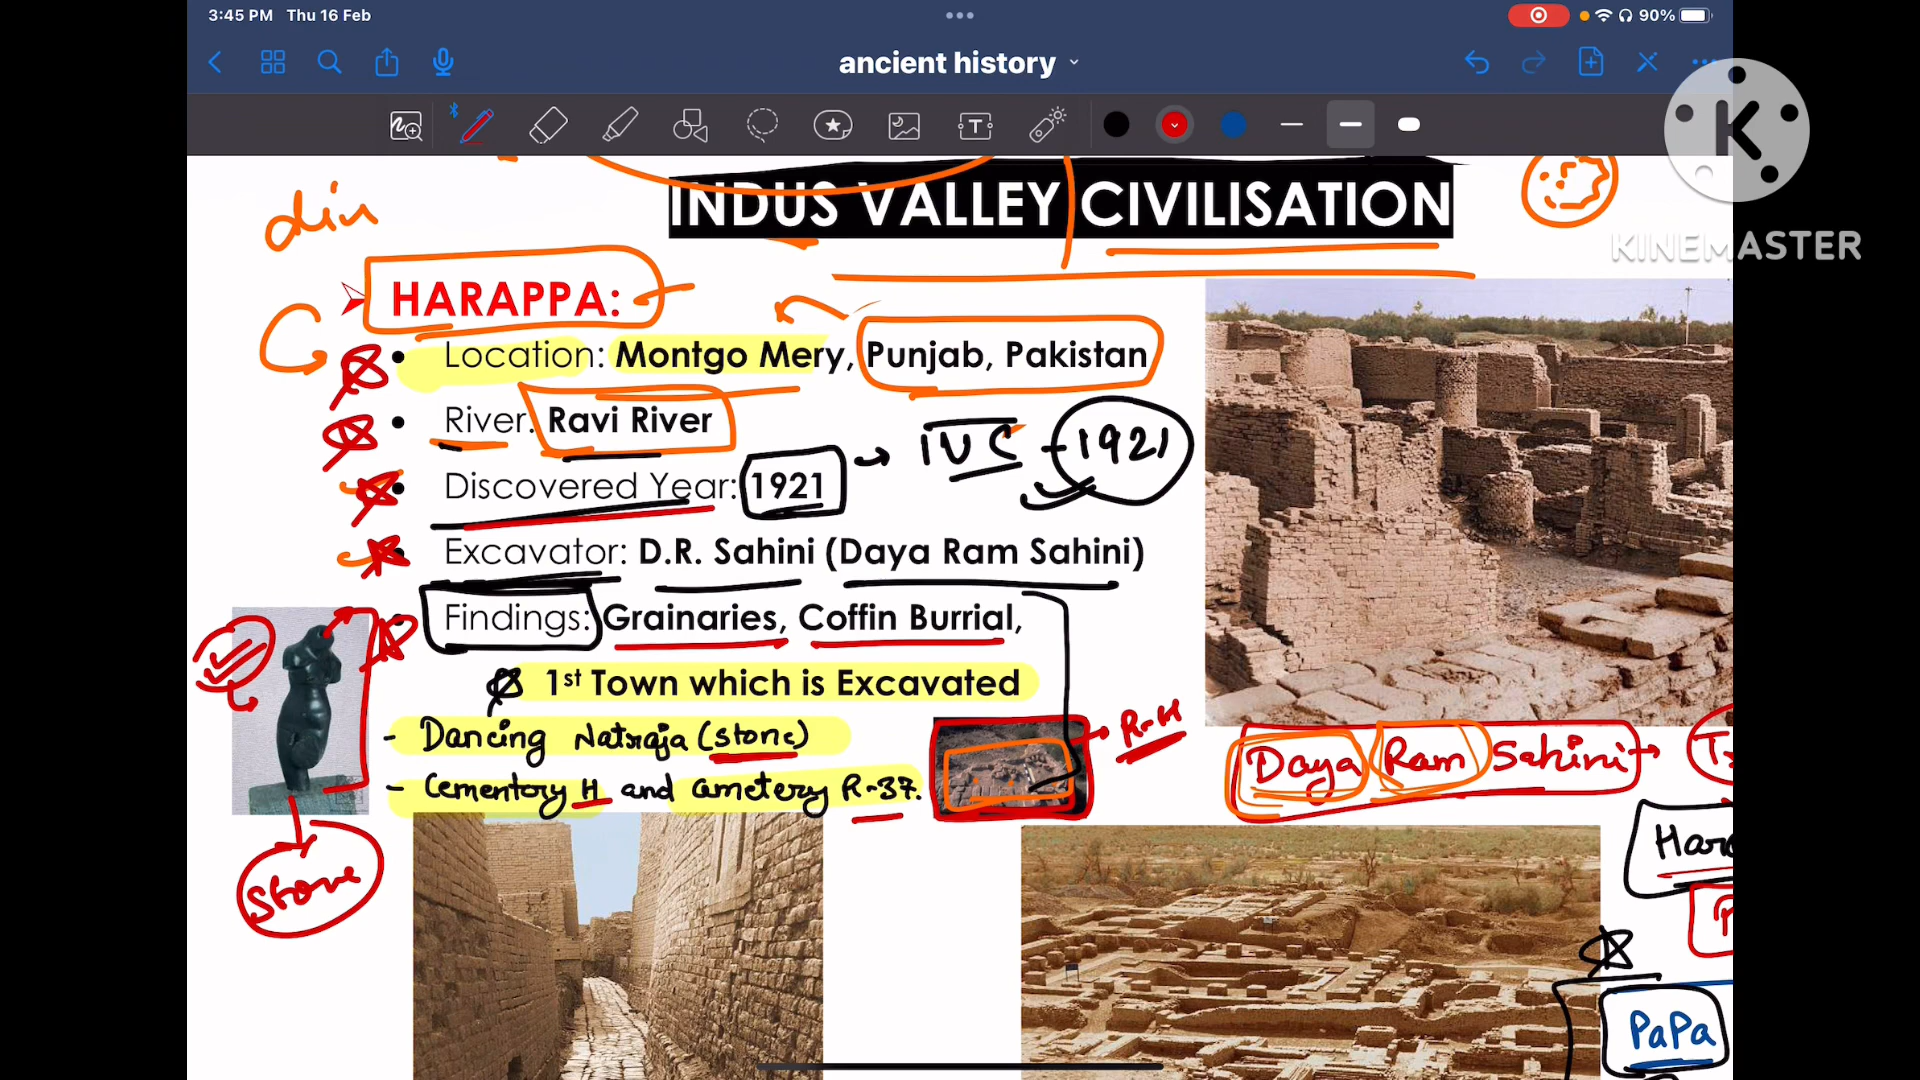 3:45 PM Thu 16 Feb
90%
ancient history
KINEMASTER
INDUS VALLEY CIVILISATION
din
HARAPPA:
Location: Montgo Mery, Punjab, Pakistan
River: Ravi River
IVC - 1921
Discovered Year: 1921
Excavator: D.R. Sahini (Daya Ram Sahini)
Findings: Grainaries, Coffin Burrial,
1st Town which is Excavated
- Dancing Natraja (stone)
R-H
- Cementory H and Cametery R-37.
Daya Ram Sahini
Stone
PaPa